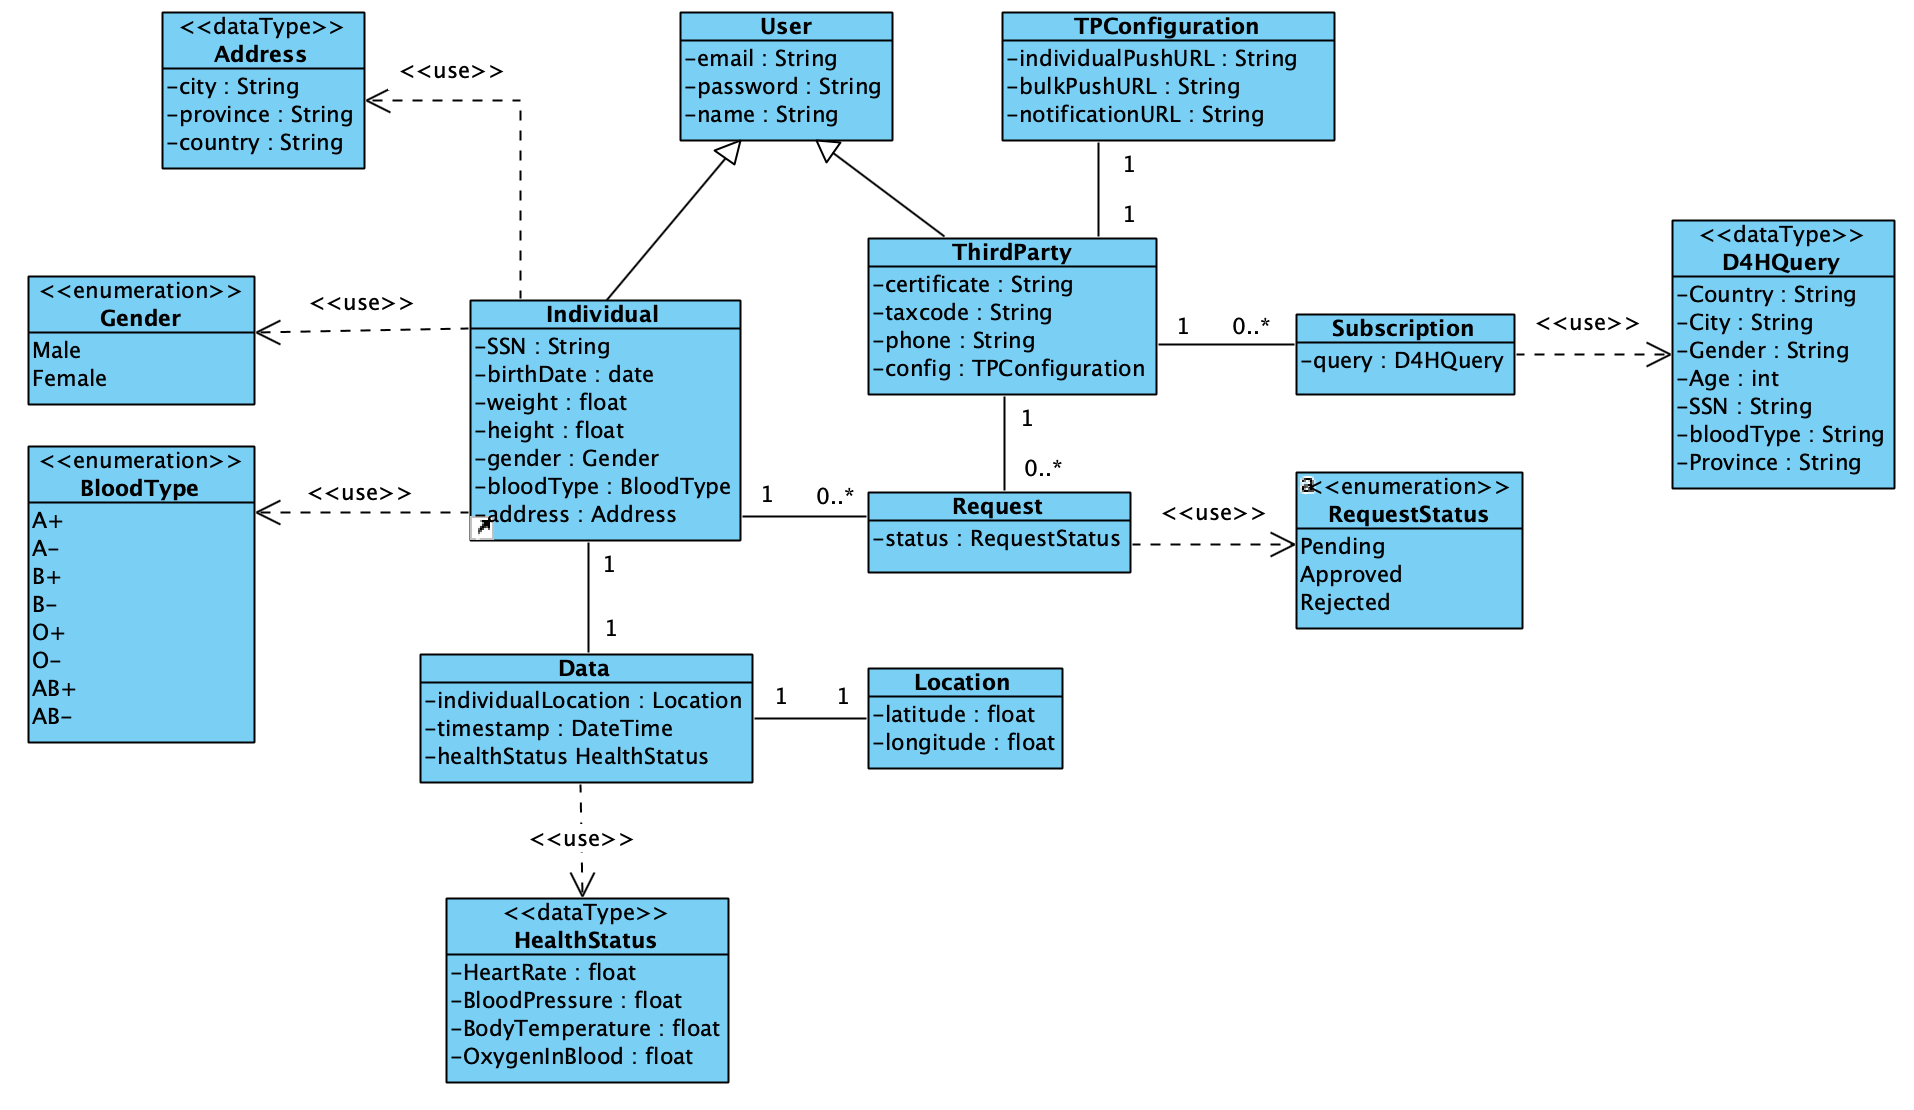 <<dataType>>
Address
-city : String
-province : String
-country : String
<<use>>
User
-email : String
-password : String
-name : String
TPConfiguration
-individualPushURL : String
-bulkPushURL : String
-notificationURL : String
1
1
<<enumeration>>
Gender
Male
Female
<<use>>
<<enumeration>>
BloodType
A+
A-
B+
B-
O+
O-
AB+
AB-
<<use>>
Individual
-SSN : String
-birthDate : date
-weight : float
-height : float
-gender : Gender
-bloodType : BloodType
-address : Address
1
0..*
1
1
ThirdParty
-certificate : String
-taxcode : String
-phone : String
-config : TPConfiguration
1
0..*
1
0..*
Subscription
-query : D4HQuery
<<use>>
<<dataType>>
D4HQuery
-Country : String
-City : String
-Gender : String
-Age : int
-SSN : String
-bloodType : String
-Province : String
Request
-status : RequestStatus
<<use>>
a
<<enumeration>>
RequestStatus
Pending
Approved
Rejected
Data
-individualLocation : Location
-timestamp : DateTime
-healthStatus HealthStatus
1
1
Location
-latitude : float
-longitude : float
<<use>>
<<dataType>>
HealthStatus
-HeartRate : float
-BloodPressure : float
-BodyTemperature : float
-OxygenInBlood : float